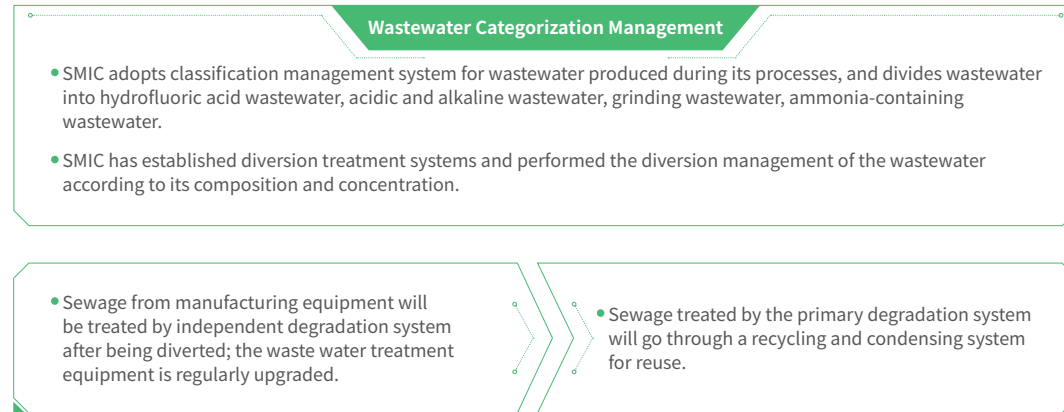 Wastewater Categorization Management
SMIC adopts classification management system for wastewater produced during its processes, and divides wastewater
into hydrofluoric acid wastewater, acidic and alkaline wastewater, grinding wastewater, ammonia-containing
wastewater.
SMIC has established diversion treatment systems and performed the diversion management of the wastewater
according to its composition and concentration.
Sewage from manufacturing equipment will
be treated by independent degradation system
after being diverted; the waste water treatment
equipment is regularly upgraded.
Sewage treated by the primary degradation system
will go through a recycling and condensing system
for reuse.